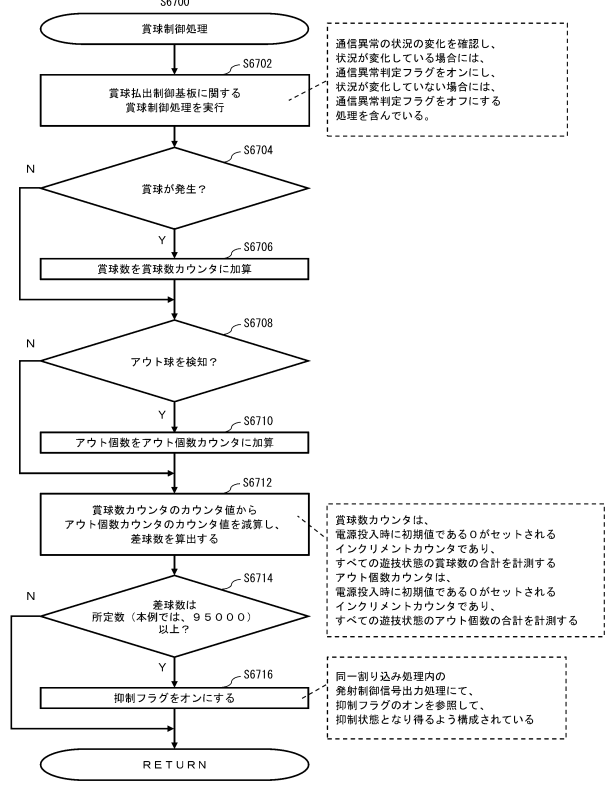 S6700
賞球制御処理
S6702
賞球払出制御基板に関する
賞球制御処理を実行
通信異常の状況の変化を確認し、
状況が変化している場合には、
通信異常判定フラグをオンにし、
状況が変化していない場合には、
通信異常判定フラグをオフにする
処理を含んでいる。
S6704
N
賞球が発生？
Y
S6706
賞球数を賞球数カウンタに加算
S6708
N
アウト球を検知？
Y
S6710
アウト個数をアウト個数カウンタに加算
S6712
賞球数カウンタのカウンタ値から
アウト個数カウンタのカウンタ値を減算し、
差球数を算出する
賞球数カウンタは、
電源投入時に初期値である０がセットされる
インクリメントカウンタであり、
すべての遊技状態の賞球数の合計を計測する
アウト個数カウンタは、
電源投入時に初期値である０がセットされる
インクリメントカウンタであり、
すべての遊技状態のアウト個数の合計を計測する
S6714
N
差球数は
所定数（本例では、９５０００）
以上？
Y
S6716
抑制フラグをオンにする
同一割り込み処理内の
発射制御信号出力処理にて、
抑制フラグのオンを参照して、
抑制状態となり得るよう構成されている
ＲＥＴＵＲＮ